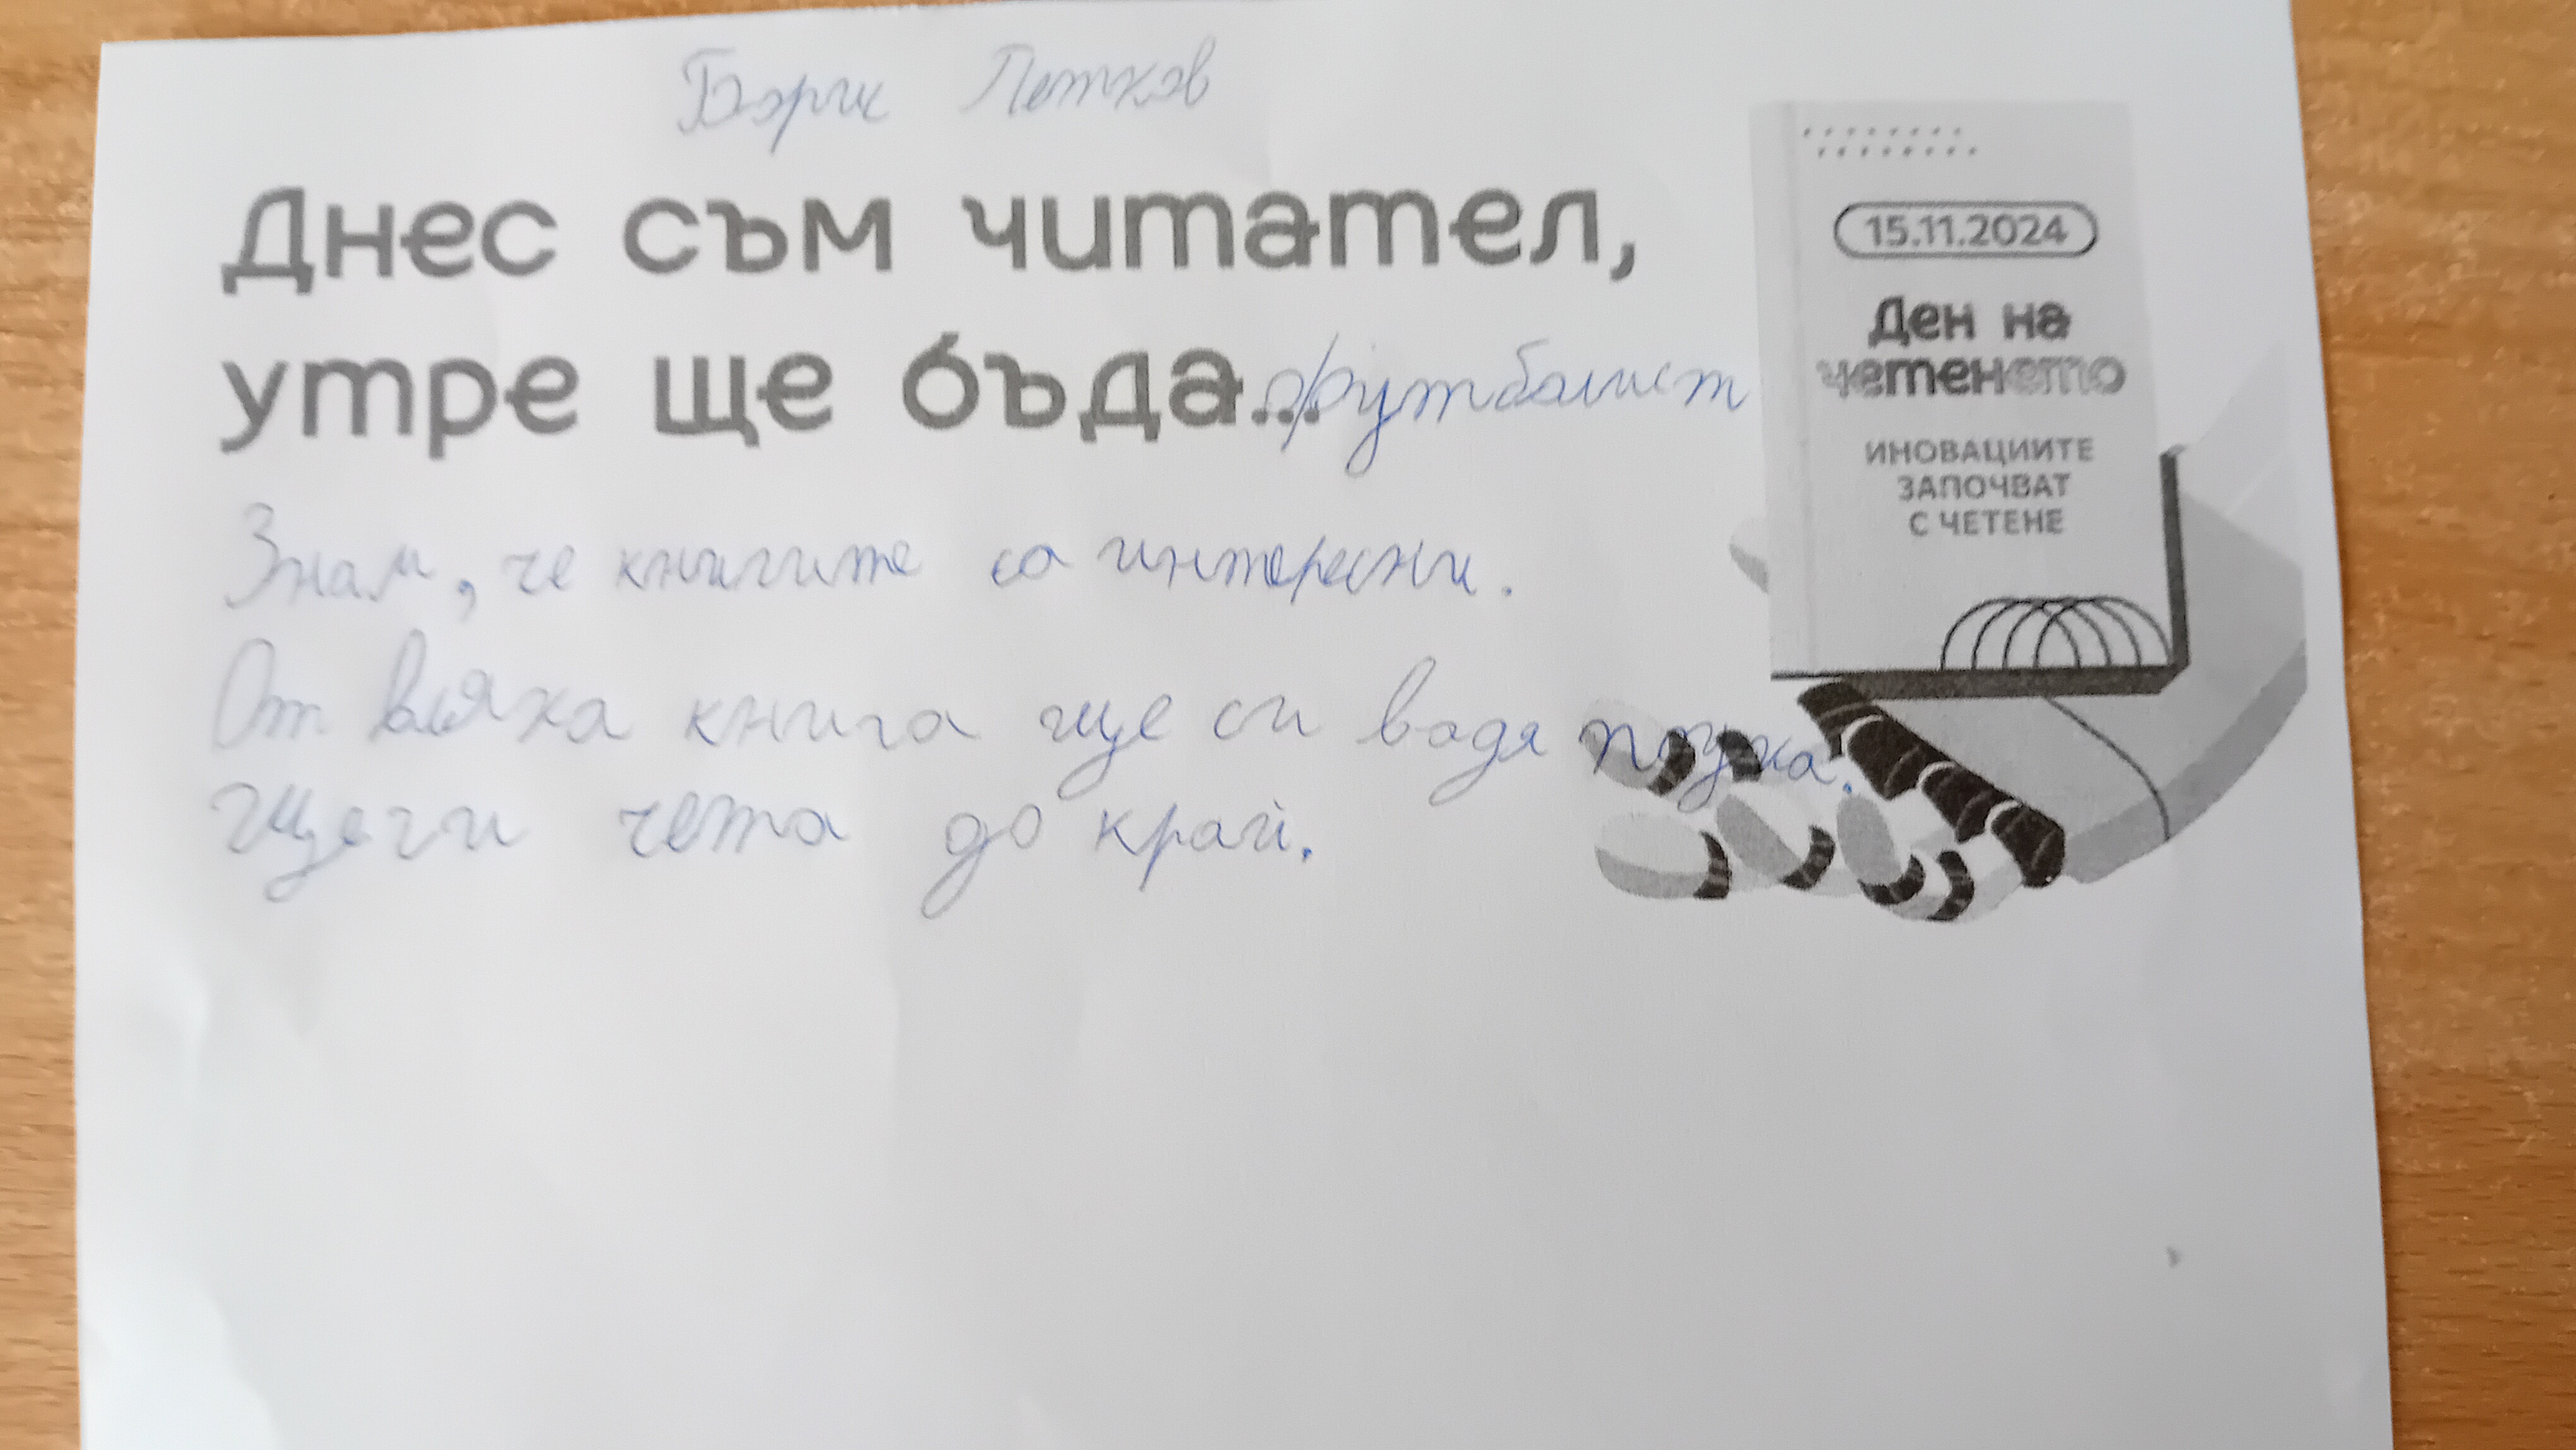 Борис Петков
Днес съм читател,
утре ще бъда... футболист
Знам, че книгите са интересни.
От всяка книга ще си вадя поука.
Ще ги чета до край.
15.11.2024
Ден на
четенето
ИНОВАЦИИТЕ
ЗАПОЧВАТ
С ЧЕТЕНЕ